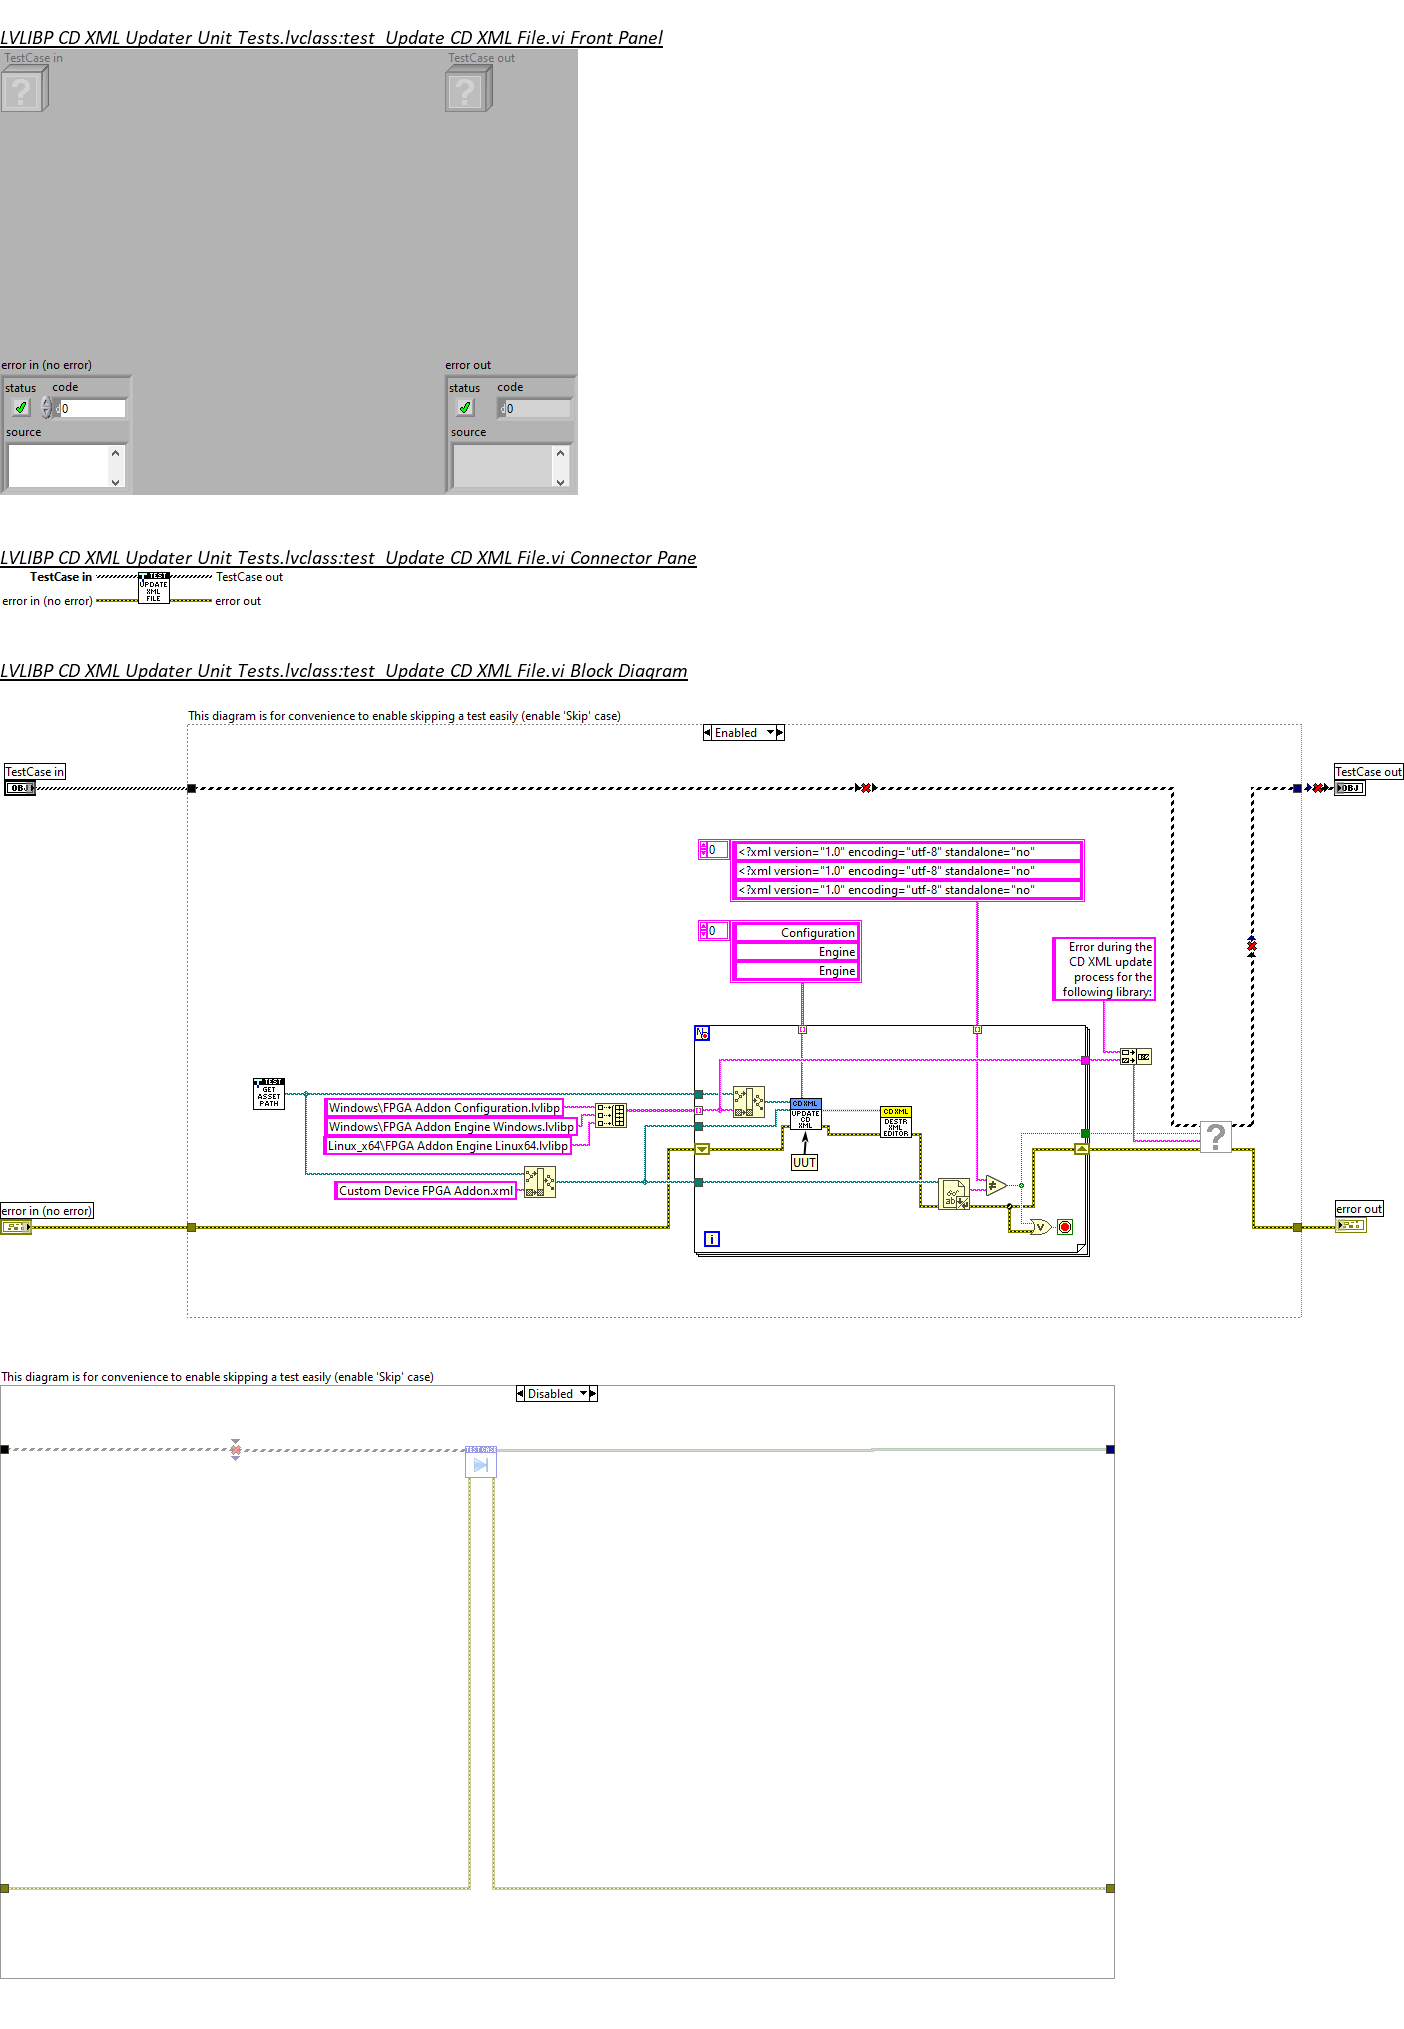 LVLIBP CD XML Updater Unit Tests.lvclass:test  Update CD XML File.vi Front Panel
TestCase in
TestCase out
?
?
error in (no error)
error out
status
code
status
code
d
0
d
0
source
source
LVLIBP CD XML Updater Unit Tests.lvclass:test  Update CD XML File.vi Connector Pane
TestCase in
TEST
UPDATE
XML
FILE
TestCase out
error in (no error)
error out
LVLIBP CD XML Updater Unit Tests.lvclass:test  Update CD XML File.vi Block Diagram
This diagram is for convenience to enable skipping a test easily (enable 'Skip' case)
Enabled
TestCase in
OBJ
TestCase out
OBJ
0
<?xml version="1.0" encoding="utf-8" standalone="no"
<?xml version="1.0" encoding="utf-8" standalone="no"
<?xml version="1.0" encoding="utf-8" standalone="no"
0
Configuration
Engine
Engine
Error during the
CD XML update
process for the
following library:
N
TEST
GET
ASSET
PATH
Windows\FPGA Addon Configuration.lvlibp
Windows\FPGA Addon Engine Windows.lvlibp
Linux_x64\FPGA Addon Engine Linux64.lvlibp
Custom Device FPGA Addon.xml
CD XML
UPDATE
CD
XML
CD XML
DESTR
XML
EDITOR
UUT
?
abc
≠
V
i
error in (no error)
error out
This diagram is for convenience to enable skipping a test easily (enable 'Skip' case)
Disabled
TEST CASE